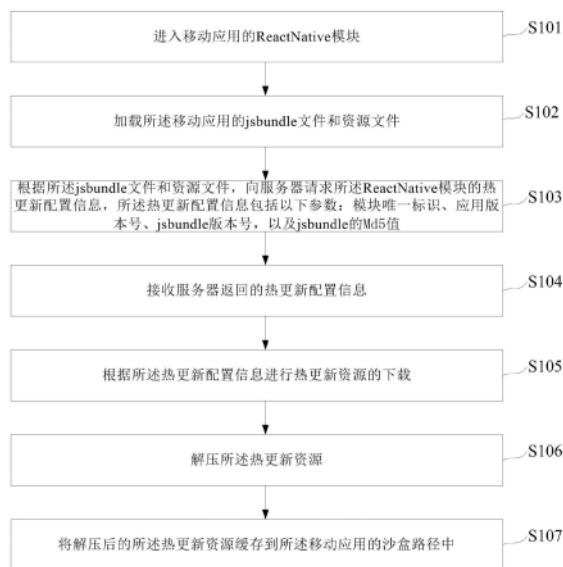 进入移动应用的ReactNative模块
S101
加载所述移动应用的jsbundle文件和资源文件
S102
根据所述jsbundle文件和资源文件，向服务器请求所述ReactNative模块的热
更新配置信息，所述热更新配置信息包括以下参数：模块唯一标识、应用版
本号、jsbundle版本号，以及jsbundle的Md5值
S103
接收服务器返回的热更新配置信息
S104
根据所述热更新配置信息进行热更新资源的下载
S105
解压所述热更新资源
S106
将解压后的所述热更新资源缓存到所述移动应用的沙盒路径中
S107